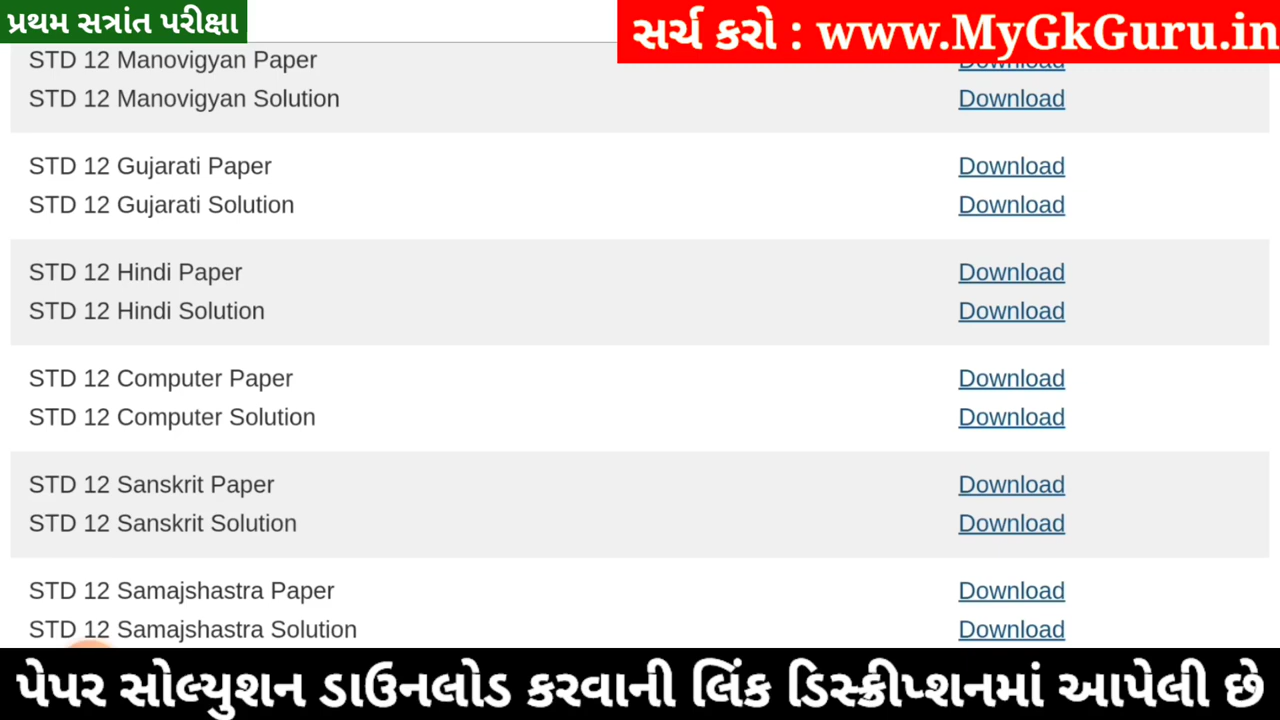 પ્રથમ સત્રાંત પરીક્ષા
સર્ચ કરો : www.MyGkGuru.in
STD 12 Manovigyan Paper Download
STD 12 Manovigyan Solution Download
STD 12 Gujarati Paper Download
STD 12 Gujarati Solution Download
STD 12 Hindi Paper Download
STD 12 Hindi Solution Download
STD 12 Computer Paper Download
STD 12 Computer Solution Download
STD 12 Sanskrit Paper Download
STD 12 Sanskrit Solution Download
STD 12 Samajshastra Paper Download
STD 12 Samajshastra Solution Download
પેપર સોલ્યુશન ડાઉનલોડ કરવાની લિંક ડિસ્ક્રીપ્શનમાં આપેલી છે